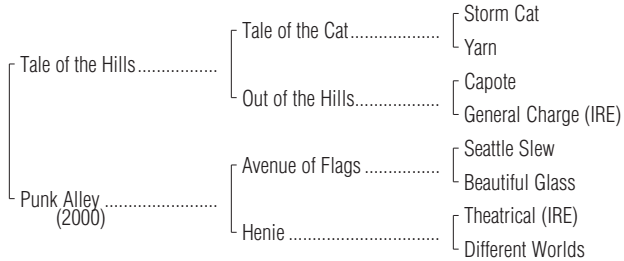 Storm Cat
Tale of the Cat...................
Yarn
Tale of the Hills.................
Capote
Out of the Hills..................
General Charge (IRE)
Seattle Slew
Avenue of Flags ................
Beautiful Glass
Punk Alley ........................
(2000)
Theatrical (IRE)
Henie ................................
Different Worlds